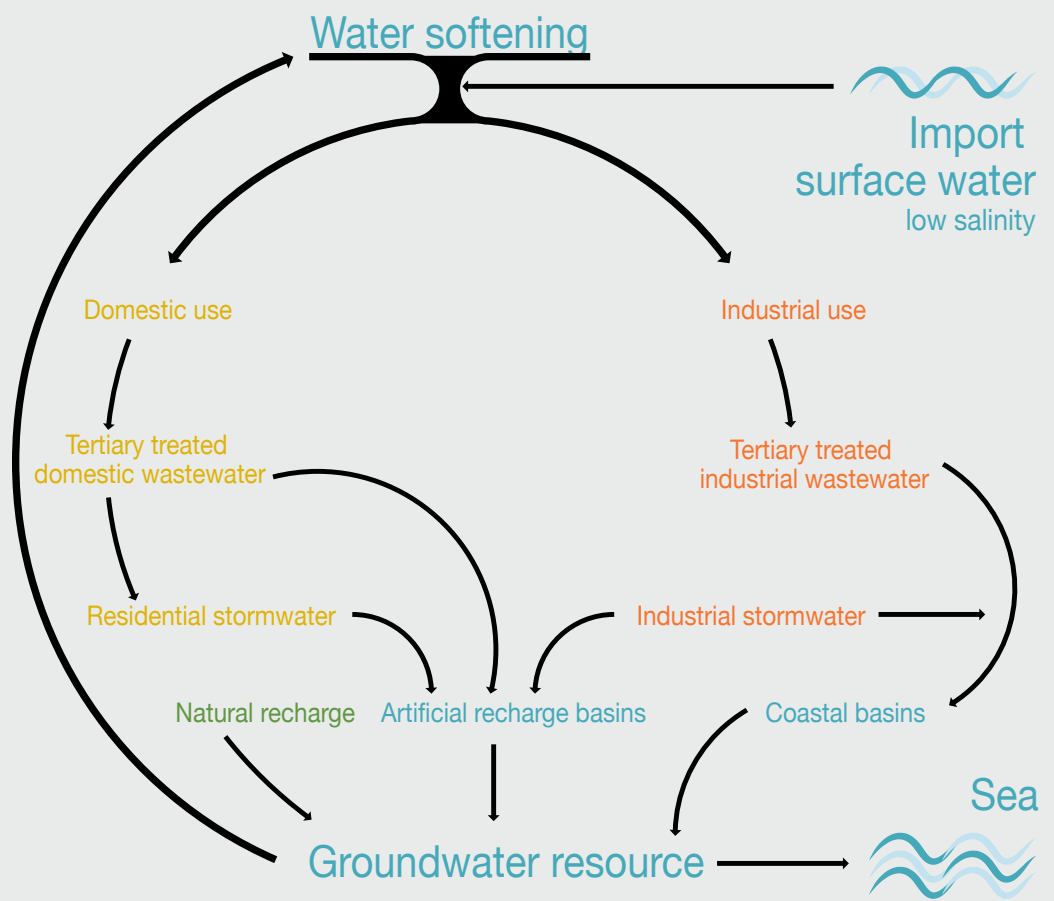 Water softening
Import
surface water
low salinity
Domestic use
Industrial use
Tertiary treated
domestic wastewater
Tertiary treated
industrial wastewater
Residential stormwater
Industrial stormwater
Natural recharge
Artificial recharge basins
Coastal basins
Sea
Groundwater resource